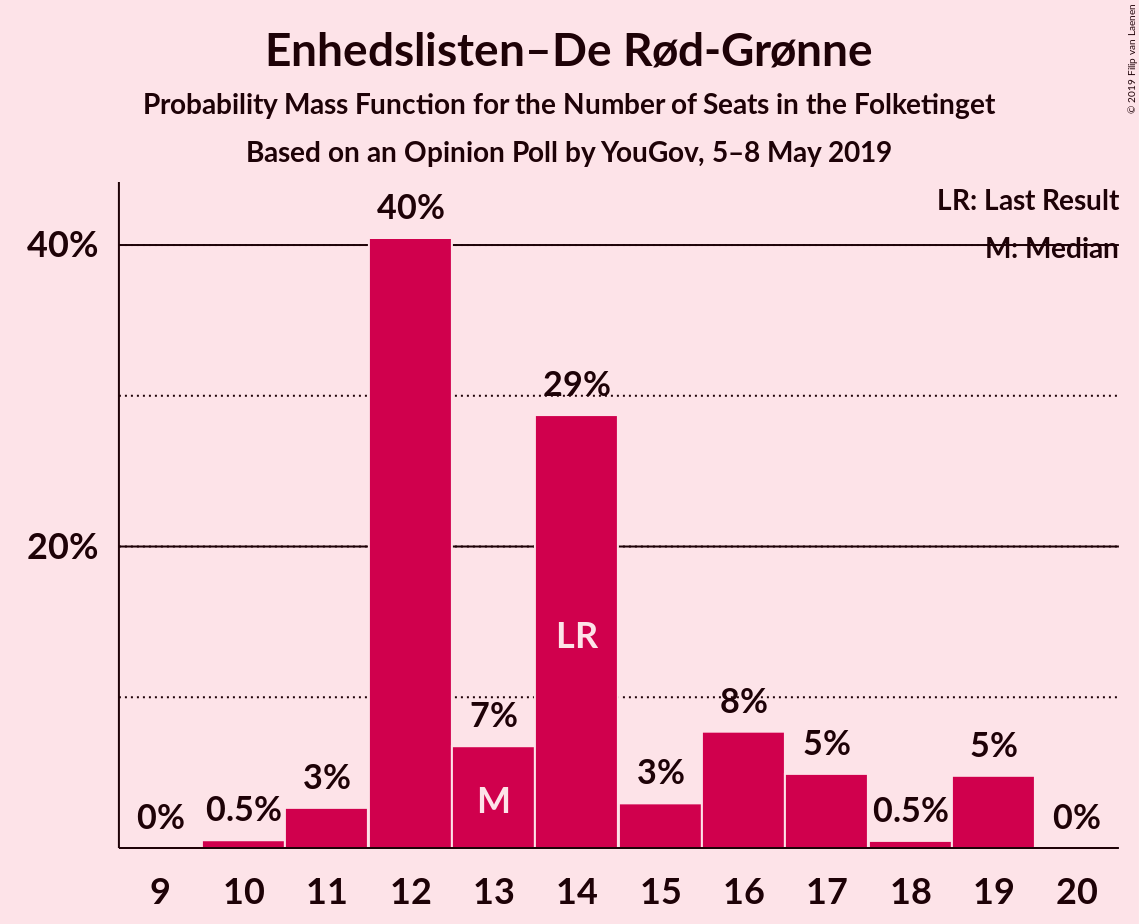 Enhedslisten–De Rød-Grønne
Probability Mass Function for the Number of Seats in the Folketinget
Based on an Opinion Poll by YouGov, 5–8 May 2019
© 2019 Filip van Laenen
LR: Last Result
M: Median
40%
20%
0%
0.5%
3%
40%
7%
29%
3%
8%
5%
0.5%
5%
0%
M
LR
9 10 11 12 13 14 15 16 17 18 19 20